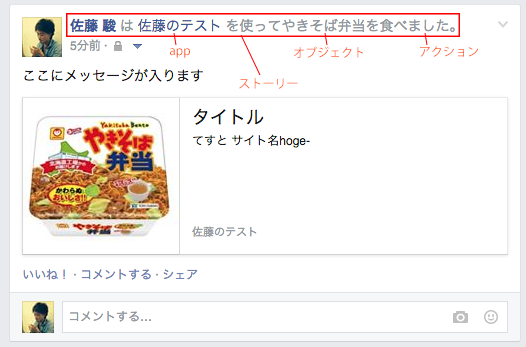 佐藤 駿 は 佐藤のテスト を使ってやきそば弁当を食べました。
5分前 ·
app
オブジェクト
アクション
ストーリー
ここにメッセージが入ります
Yakisoba Bento
やきそば
弁当
かわらぬ
おいしさ!!
タイトル
てすと サイト名hoge-
佐藤のテスト
いいね！ · コメントする · シェア
コメントする...